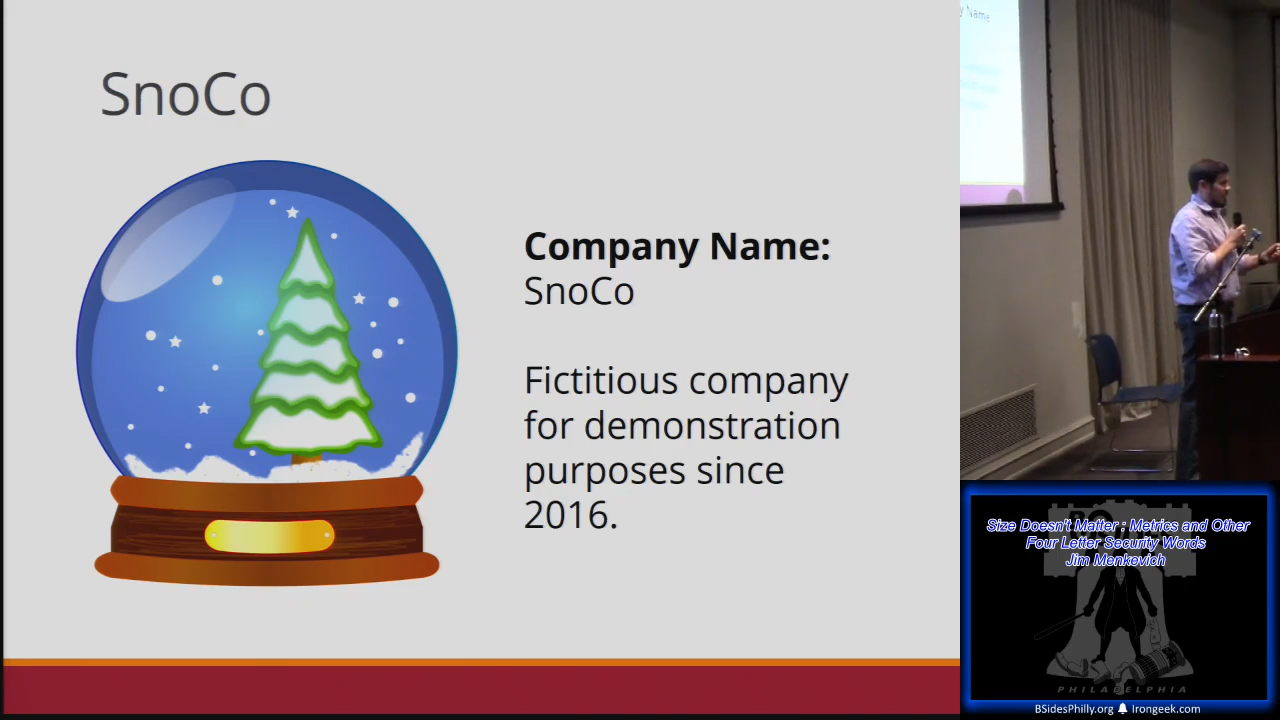 SnoCo
Company Name:
SnoCo
Fictitious company
for demonstration
purposes since
2016.
y Name
Size Doesn't Matter : Metrics and Other
Four Letter Security Words
Jim Menkevich
PHILADELPHIA
BSidesPhilly.org Irongeek.com